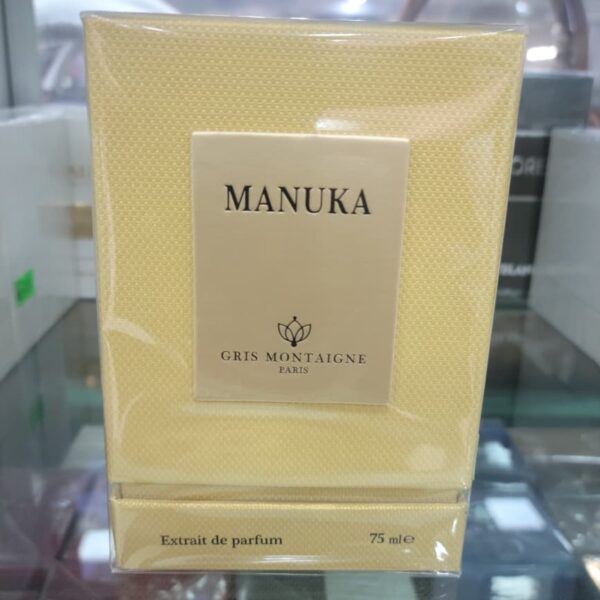 MANUKA
GRIS MONTAIGNE
PARIS
Extrait de parfum 75 ml℮